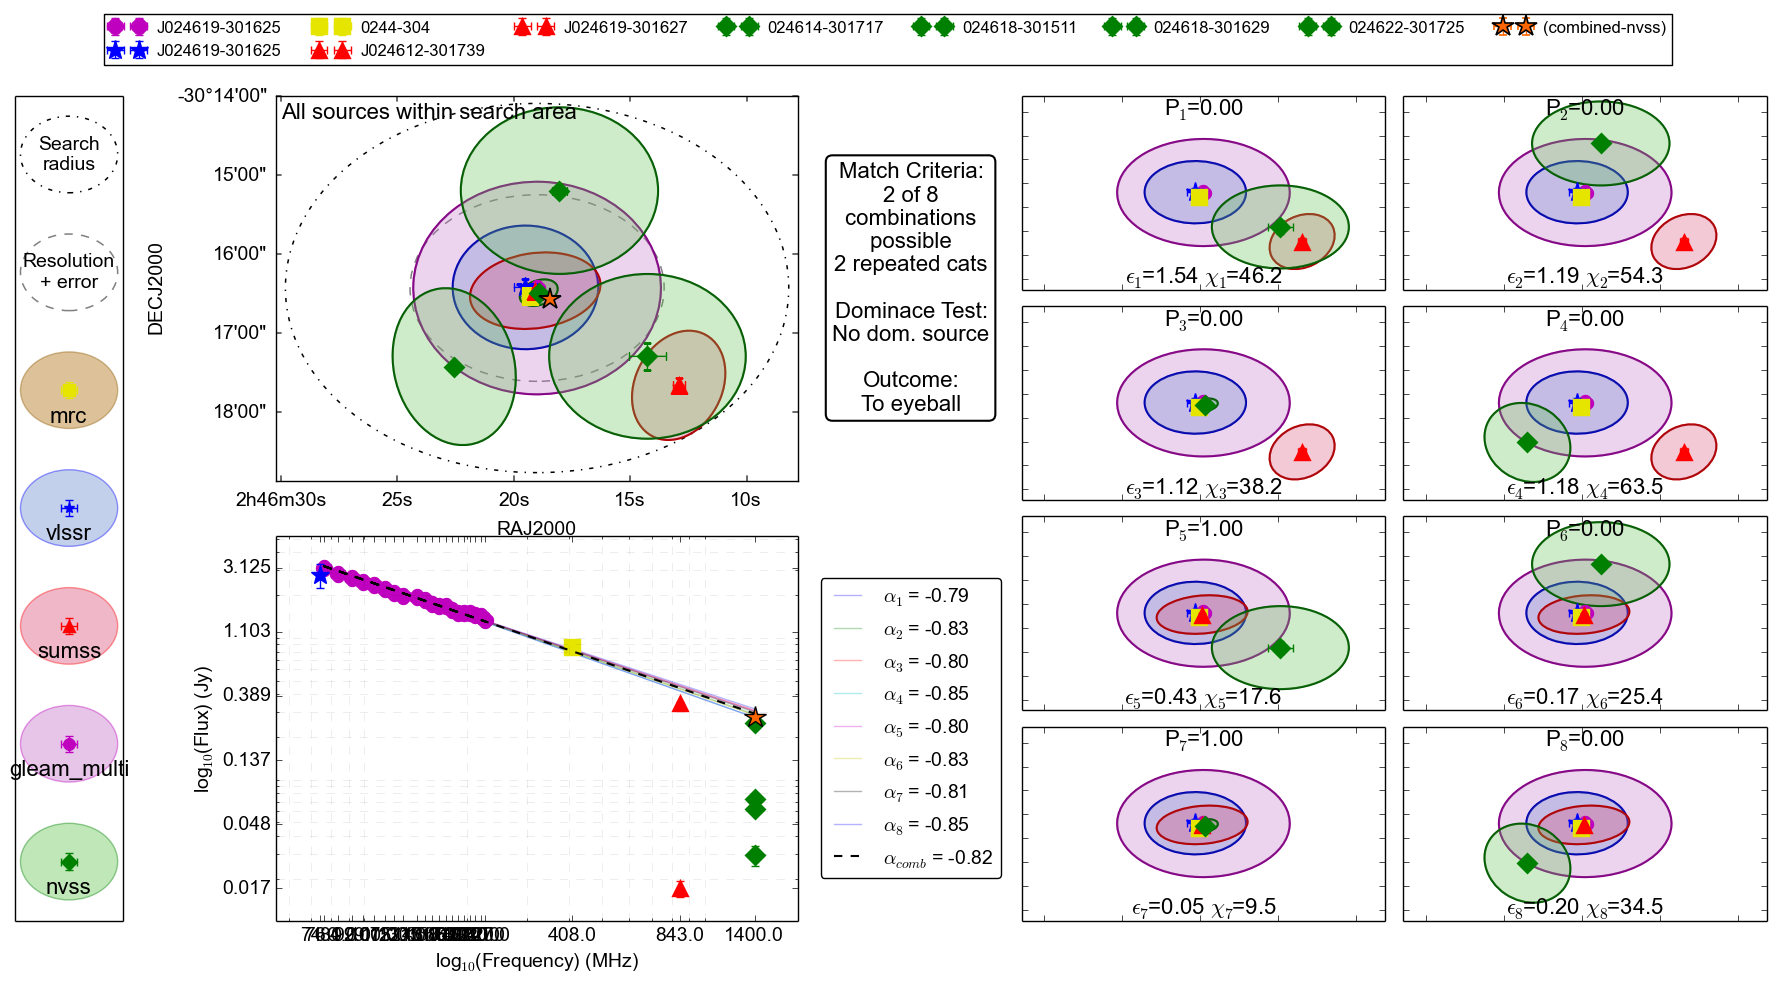 J024619-301625
0244-304
J024619-301627
024614-301717
024618-301511
024618-301629
024622-301725
(combined-nvss)
J024619-301625
J024612-301739
Search
radius
Resolution
+ error
mrc
vlssr
sumss
gleam_multi
nvss
All sources within search area
DECJ2000
-30°14'00"
15'00"
16'00"
17'00"
18'00"
2h46m30s
25s
20s
15s
10s
RAJ2000
Match Criteria:
2 of 8
combinations
possible
2 repeated cats
Dominace Test:
No dom. source
Outcome:
To eyeball
log10(Flux) (Jy)
3.125
1.103
0.389
0.137
0.048
0.017
408.0
843.0
1400.0
log10(Frequency) (MHz)
α1 = -0.79
α2 = -0.83
α3 = -0.80
α4 = -0.85
α5 = -0.80
α6 = -0.83
α7 = -0.81
α8 = -0.85
αcomb = -0.82
P1=0.00
ϵ1=1.54 χ1=46.2
P2=0.00
ϵ2=1.19 χ2=54.3
P3=0.00
ϵ3=1.12 χ3=38.2
P4=0.00
ϵ4=1.18 χ4=63.5
P5=1.00
ϵ5=0.43 χ5=17.6
P6=0.00
ϵ6=0.17 χ6=25.4
P7=1.00
ϵ7=0.05 χ7=9.5
P8=0.00
ϵ8=0.20 χ8=34.5